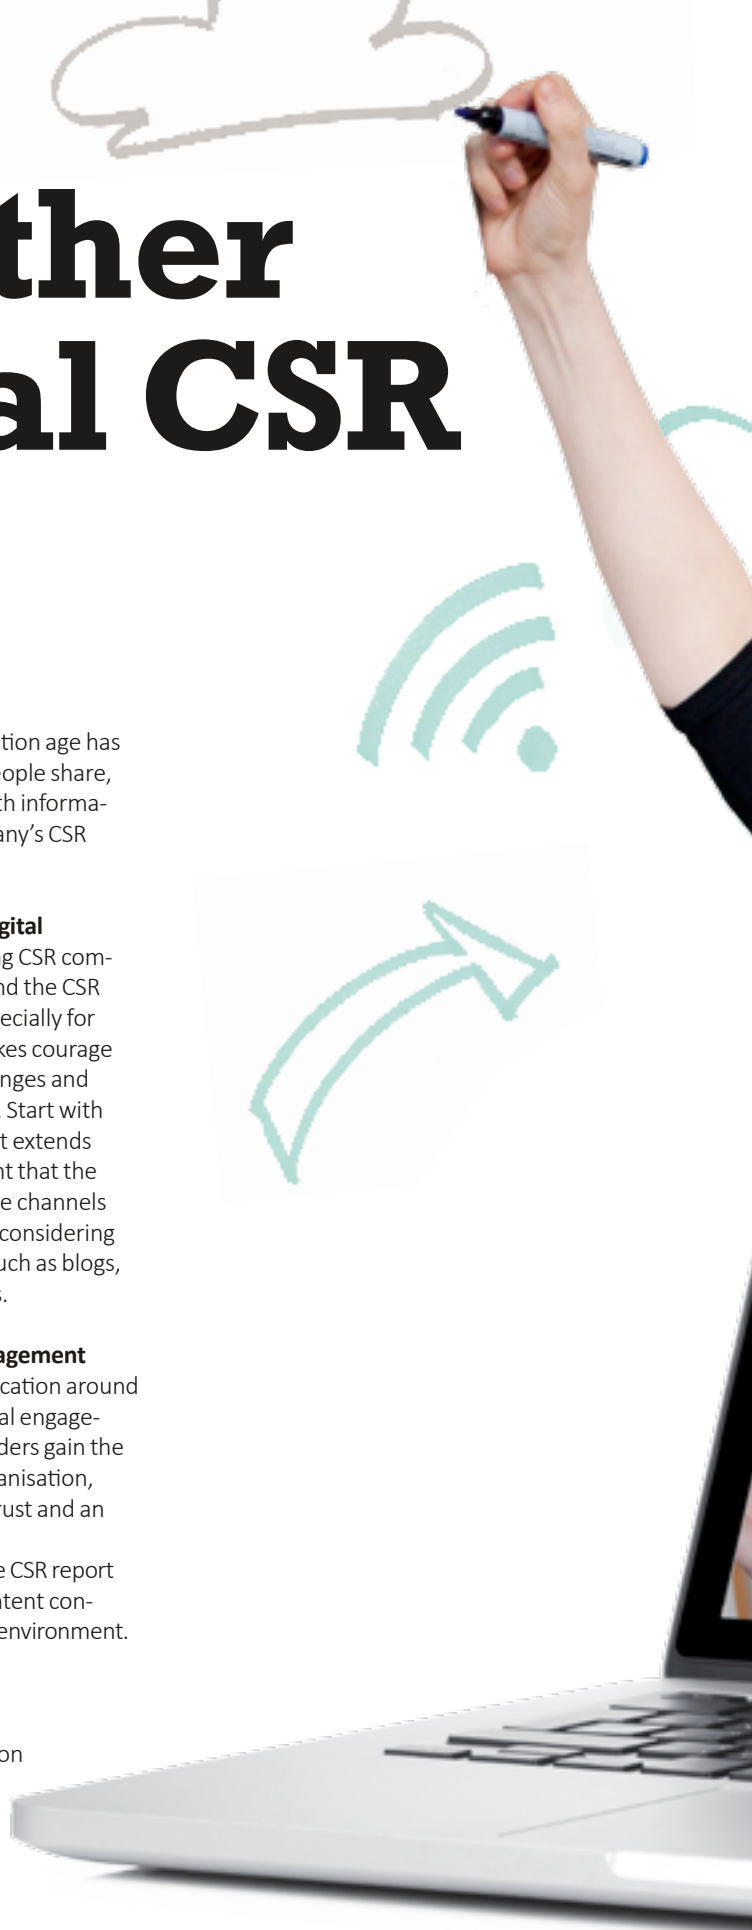 ther
al CSR
tion age has
eople share,
th informa-
any’s CSR
gital
ng CSR com-
nd the CSR
ecially for
kes courage
nges and
. Start with
t extends
nt that the
e channels
considering
uch as blogs,
s.
agement
cation around
al engage-
ders gain the
anisation,
rust and an
e CSR report
ntent con-
environment.
on